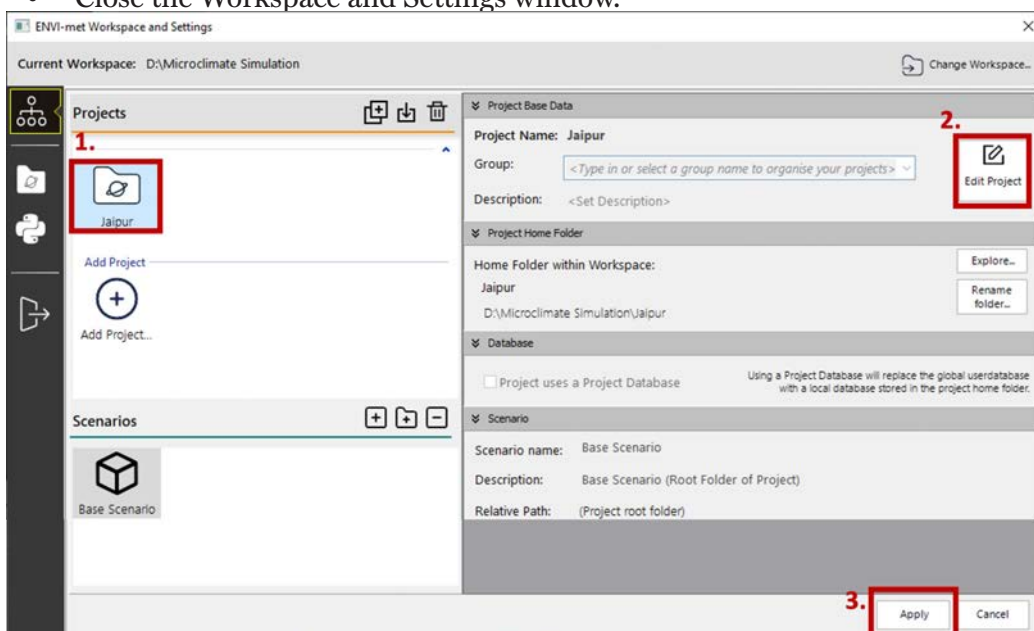 • Close the Workspace and Settings window.
ENVI-met Workspace and Settings
Current Workspace: D:\Microclimate Simulation
Change Workspace...
Projects
1.
Jaipur
Add Project
Add Project...
Scenarios
Base Scenario
Project Base Data
Project Name: Jaipur
2.
Edit Project
Group: <Type in or select a group name to organise your projects>
Description: <Set Description>
Project Home Folder
Home Folder within Workspace:
Explore...
Jaipur
Rename
folder...
D:\Microclimate Simulation\Jaipur
Database
Project uses a Project Database
Using a Project Database will replace the global userdatabase
with a local database stored in the project home folder.
Scenario
Scenario name: Base Scenario
Description: Base Scenario (Root Folder of Project)
Relative Path: (Project root folder)
3.
Apply
Cancel